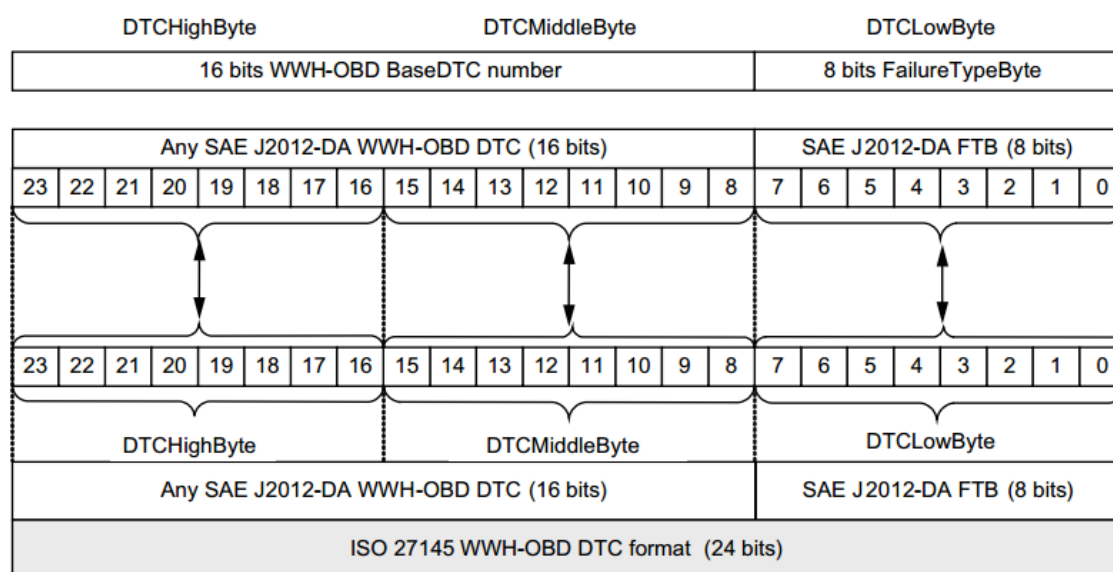 DTCHighByte DTCMiddleByte DTCLowByte
16 bits WWH-OBD BaseDTC number 8 bits FailureTypeByte
Any SAE J2012-DA WWH-OBD DTC (16 bits) SAE J2012-DA FTB (8 bits)
23 22 21 20 19 18 17 16 15 14 13 12 11 10 9 8 7 6 5 4 3 2 1 0
23 22 21 20 19 18 17 16 15 14 13 12 11 10 9 8 7 6 5 4 3 2 1 0
DTCHighByte DTCMiddleByte DTCLowByte
Any SAE J2012-DA WWH-OBD DTC (16 bits) SAE J2012-DA FTB (8 bits)
ISO 27145 WWH-OBD DTC format (24 bits)